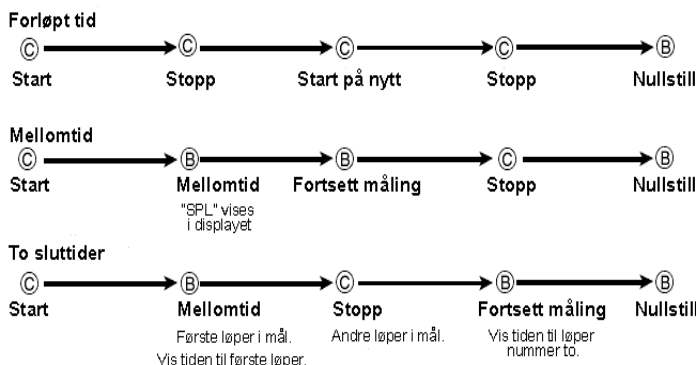 Forløpt tid
C C C C B
Start Stopp Start på nytt Stopp Nullstill
Mellomtid
C B B C B
Start Mellomtid Fortsett måling Stopp Nullstill
"SPL" vises
i displayet
To sluttider
C B C B B
Start Mellomtid Stopp Fortsett måling Nullstill
Første løper i mål. Andre løper i mål. Vis tiden til løper
Vis tiden til første løper. nummer to.